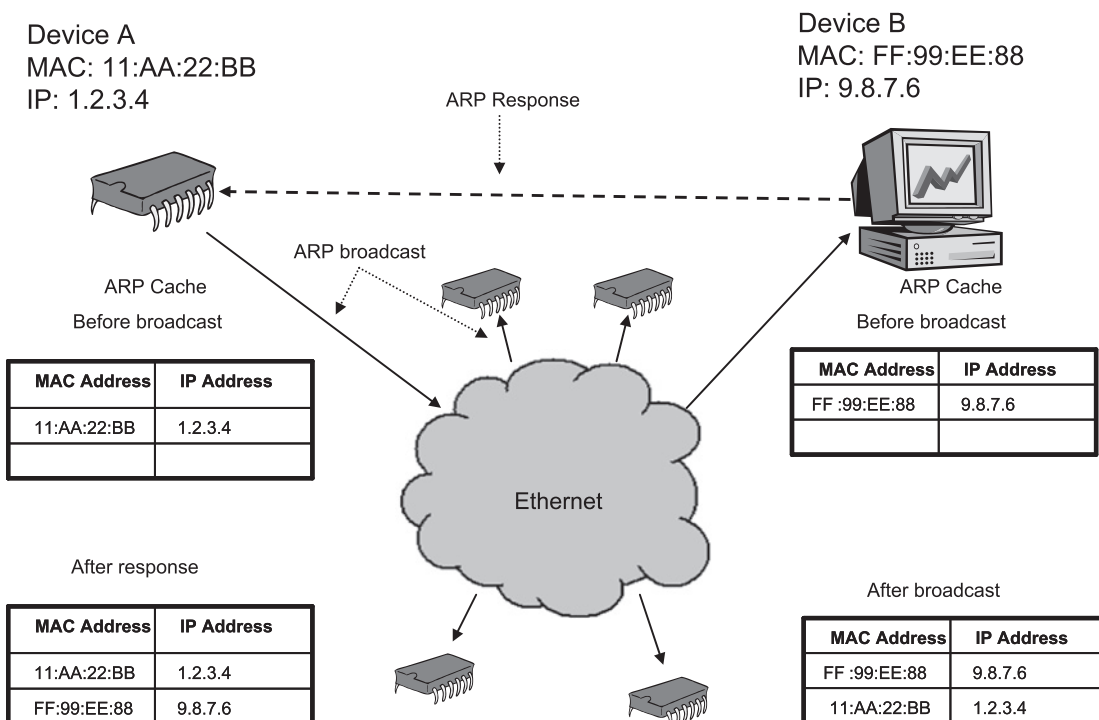 Device A
MAC: 11:AA:22:BB
IP: 1.2.3.4
Device B
MAC: FF:99:EE:88
IP: 9.8.7.6
ARP Response
ARP broadcast
ARP Cache
Before broadcast
MAC Address IP Address
11:AA:22:BB 1.2.3.4
ARP Cache
Before broadcast
MAC Address IP Address
FF :99:EE:88 9.8.7.6
Ethernet
After response
MAC Address IP Address
11:AA:22:BB 1.2.3.4
FF:99:EE:88 9.8.7.6
After broadcast
MAC Address IP Address
FF :99:EE:88 9.8.7.6
11:AA:22:BB 1.2.3.4